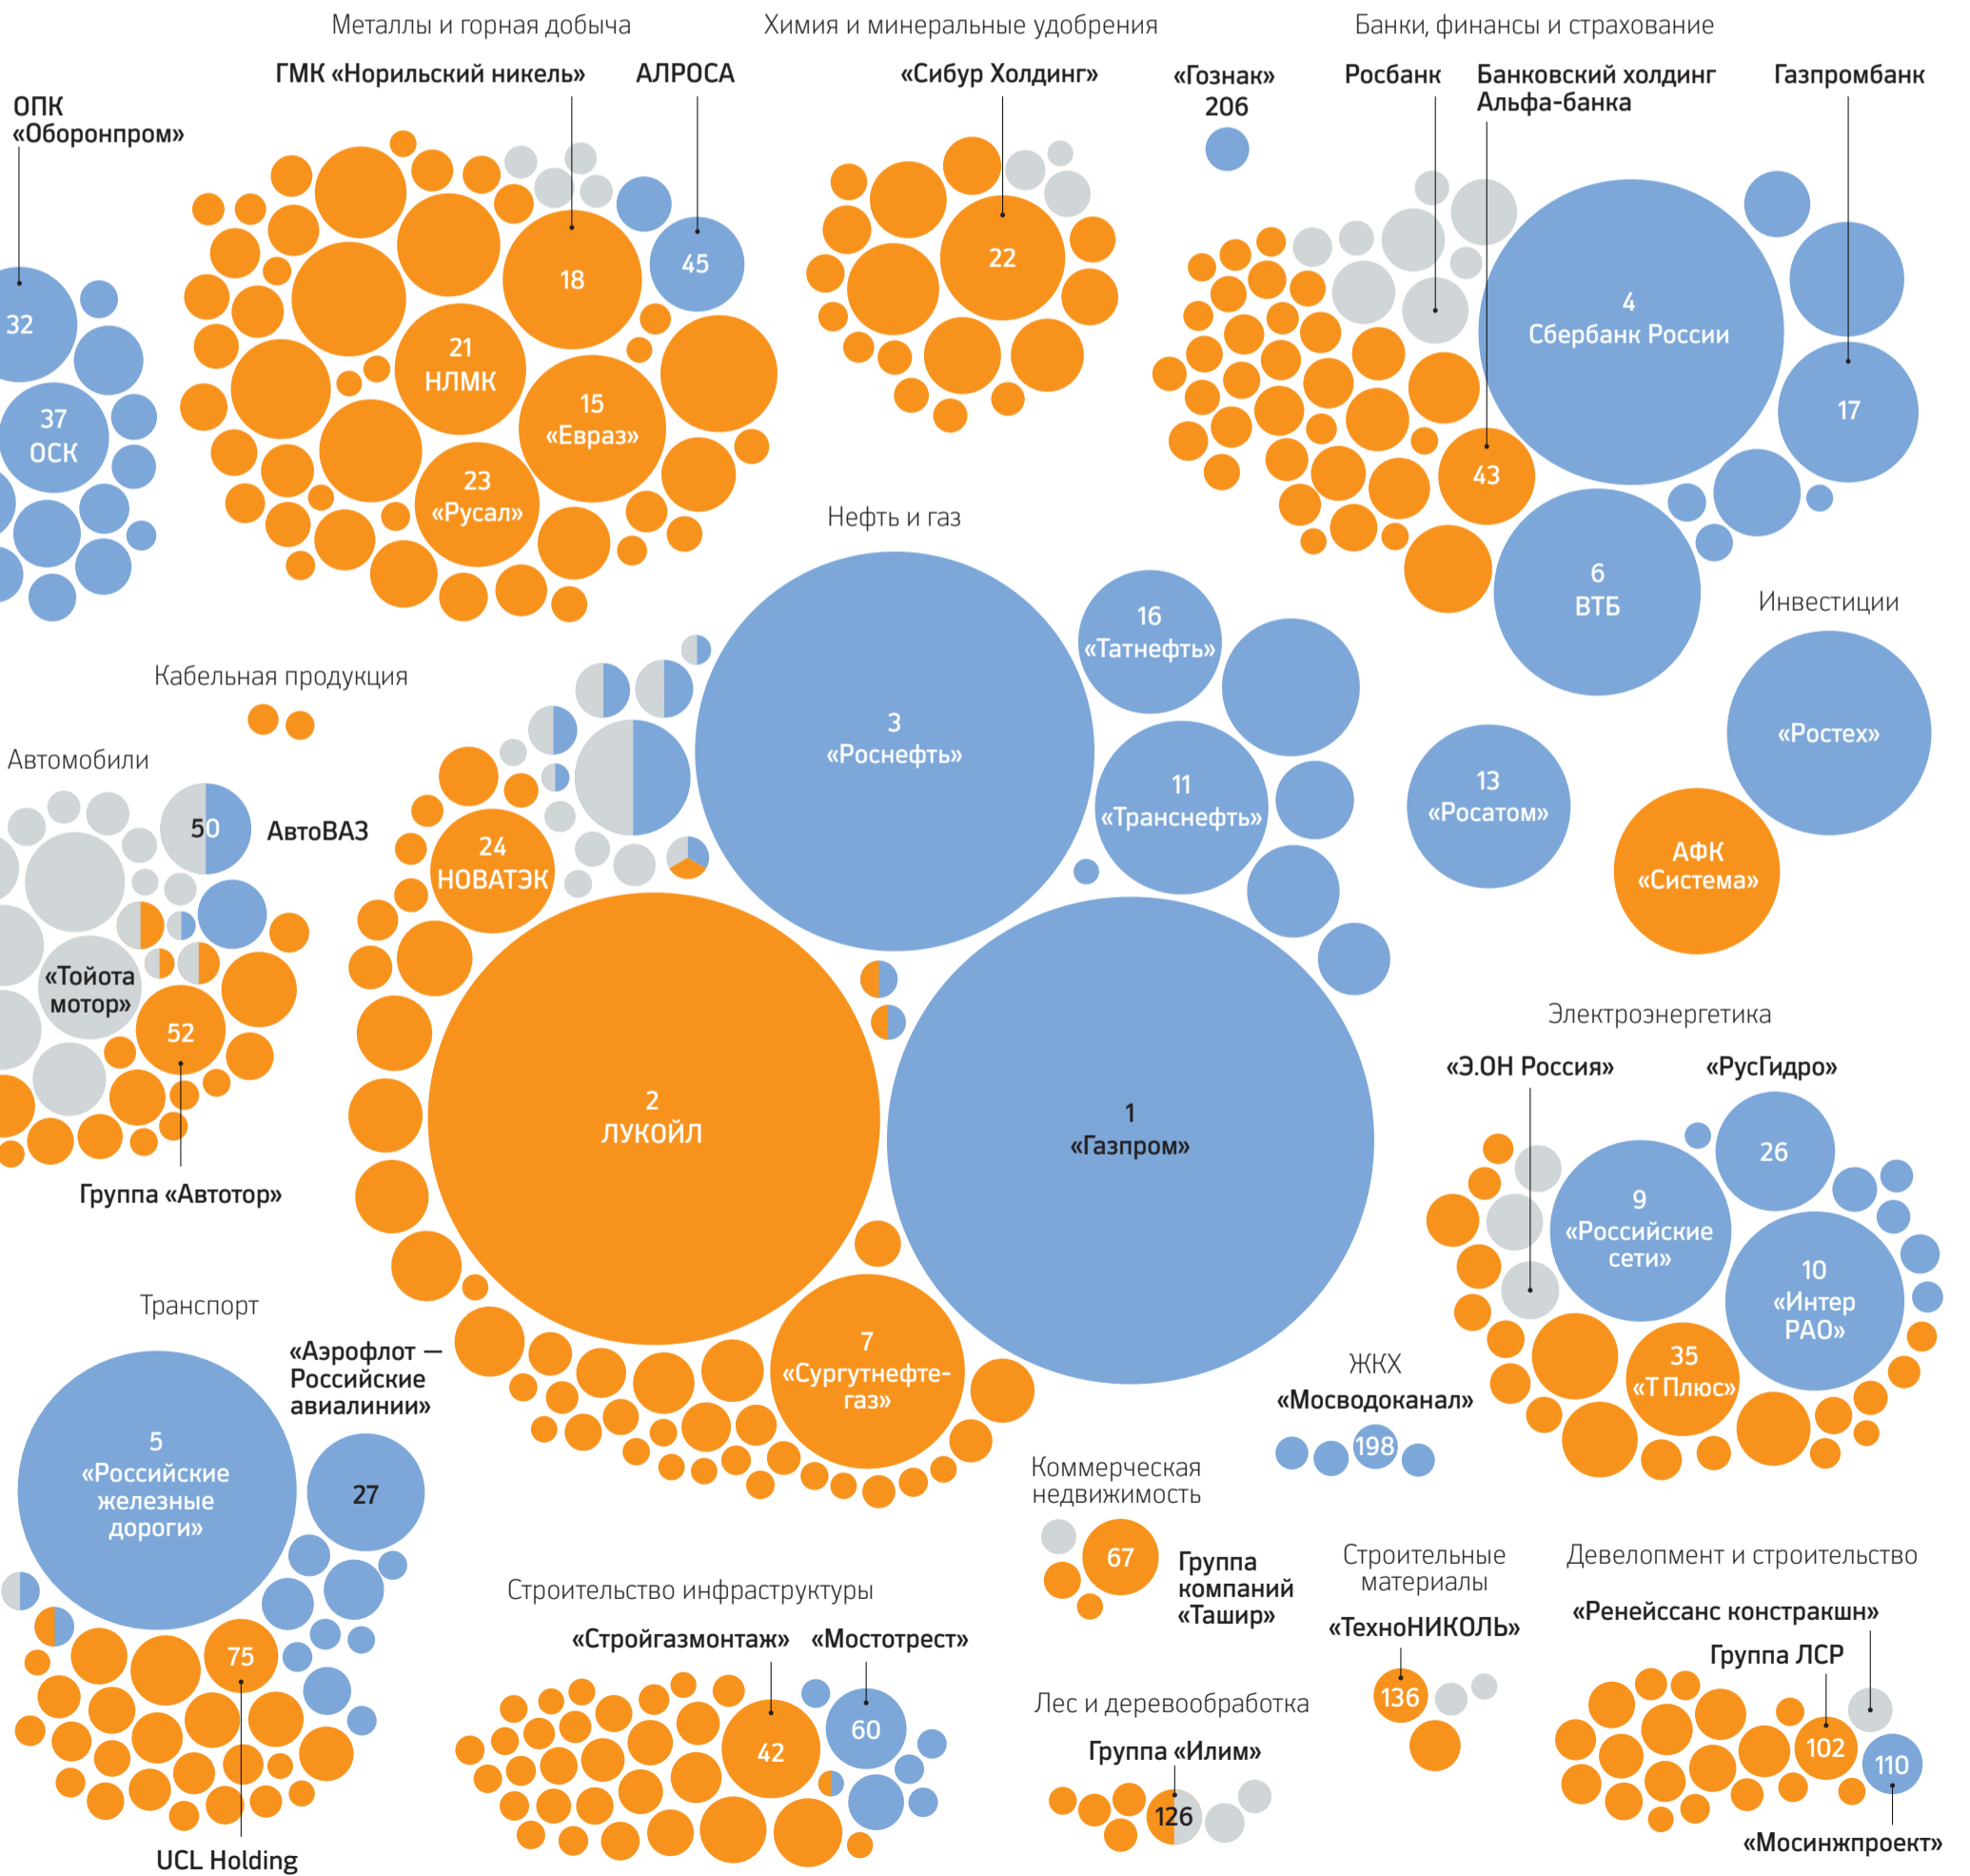 Металлы и горная добыча
Химия и минеральные удобрения
Банки, финансы и страхование
ГМК «Норильский никель»
АЛРОСА
«Сибур Холдинг»
«Гознак»
206
Росбанк
Банковский холдинг
Альфа-банка
Газпромбанк
ОПК
«Оборонпром»
32
37
ОСК
18
45
21
НЛМК
15
«Евраз»
23
«Русал»
22
4
Сбербанк России
17
43
6
ВТБ
Нефть и газ
Инвестиции
«Ростех»
АФК
«Система»
13
«Росатом»
3
«Роснефть»
16
«Татнефть»
11
«Транснефть»
24
НОВАТЭК
2
ЛУКОЙЛ
1
«Газпром»
7
«Сургутнефте-
газ»
Кабельная продукция
Автомобили
50
АвтоВАЗ
«Тойота
мотор»
52
Группа «Автотор»
Электроэнергетика
«Э.ОН Россия»
«РусГидро»
26
9
«Российские
сети»
10
«Интер
РАО»
35
«Т Плюс»
Транспорт
«Аэрофлот —
Российские
авиалинии»
5
«Российские
железные
дороги»
27
75
UCL Holding
ЖКХ
«Мосводоканал»
198
Коммерческая
недвижимость
67
Группа
компаний
«Ташир»
Строительные
материалы
«ТехноНИКОЛЬ»
136
Девелопмент и строительство
«Ренейссанс констракшн»
Группа ЛСР
102
110
«Мосинжпроект»
Строительство инфраструктуры
«Стройгазмонтаж»
«Мостотрест»
42
60
Лес и деревообработка
Группа «Илим»
126